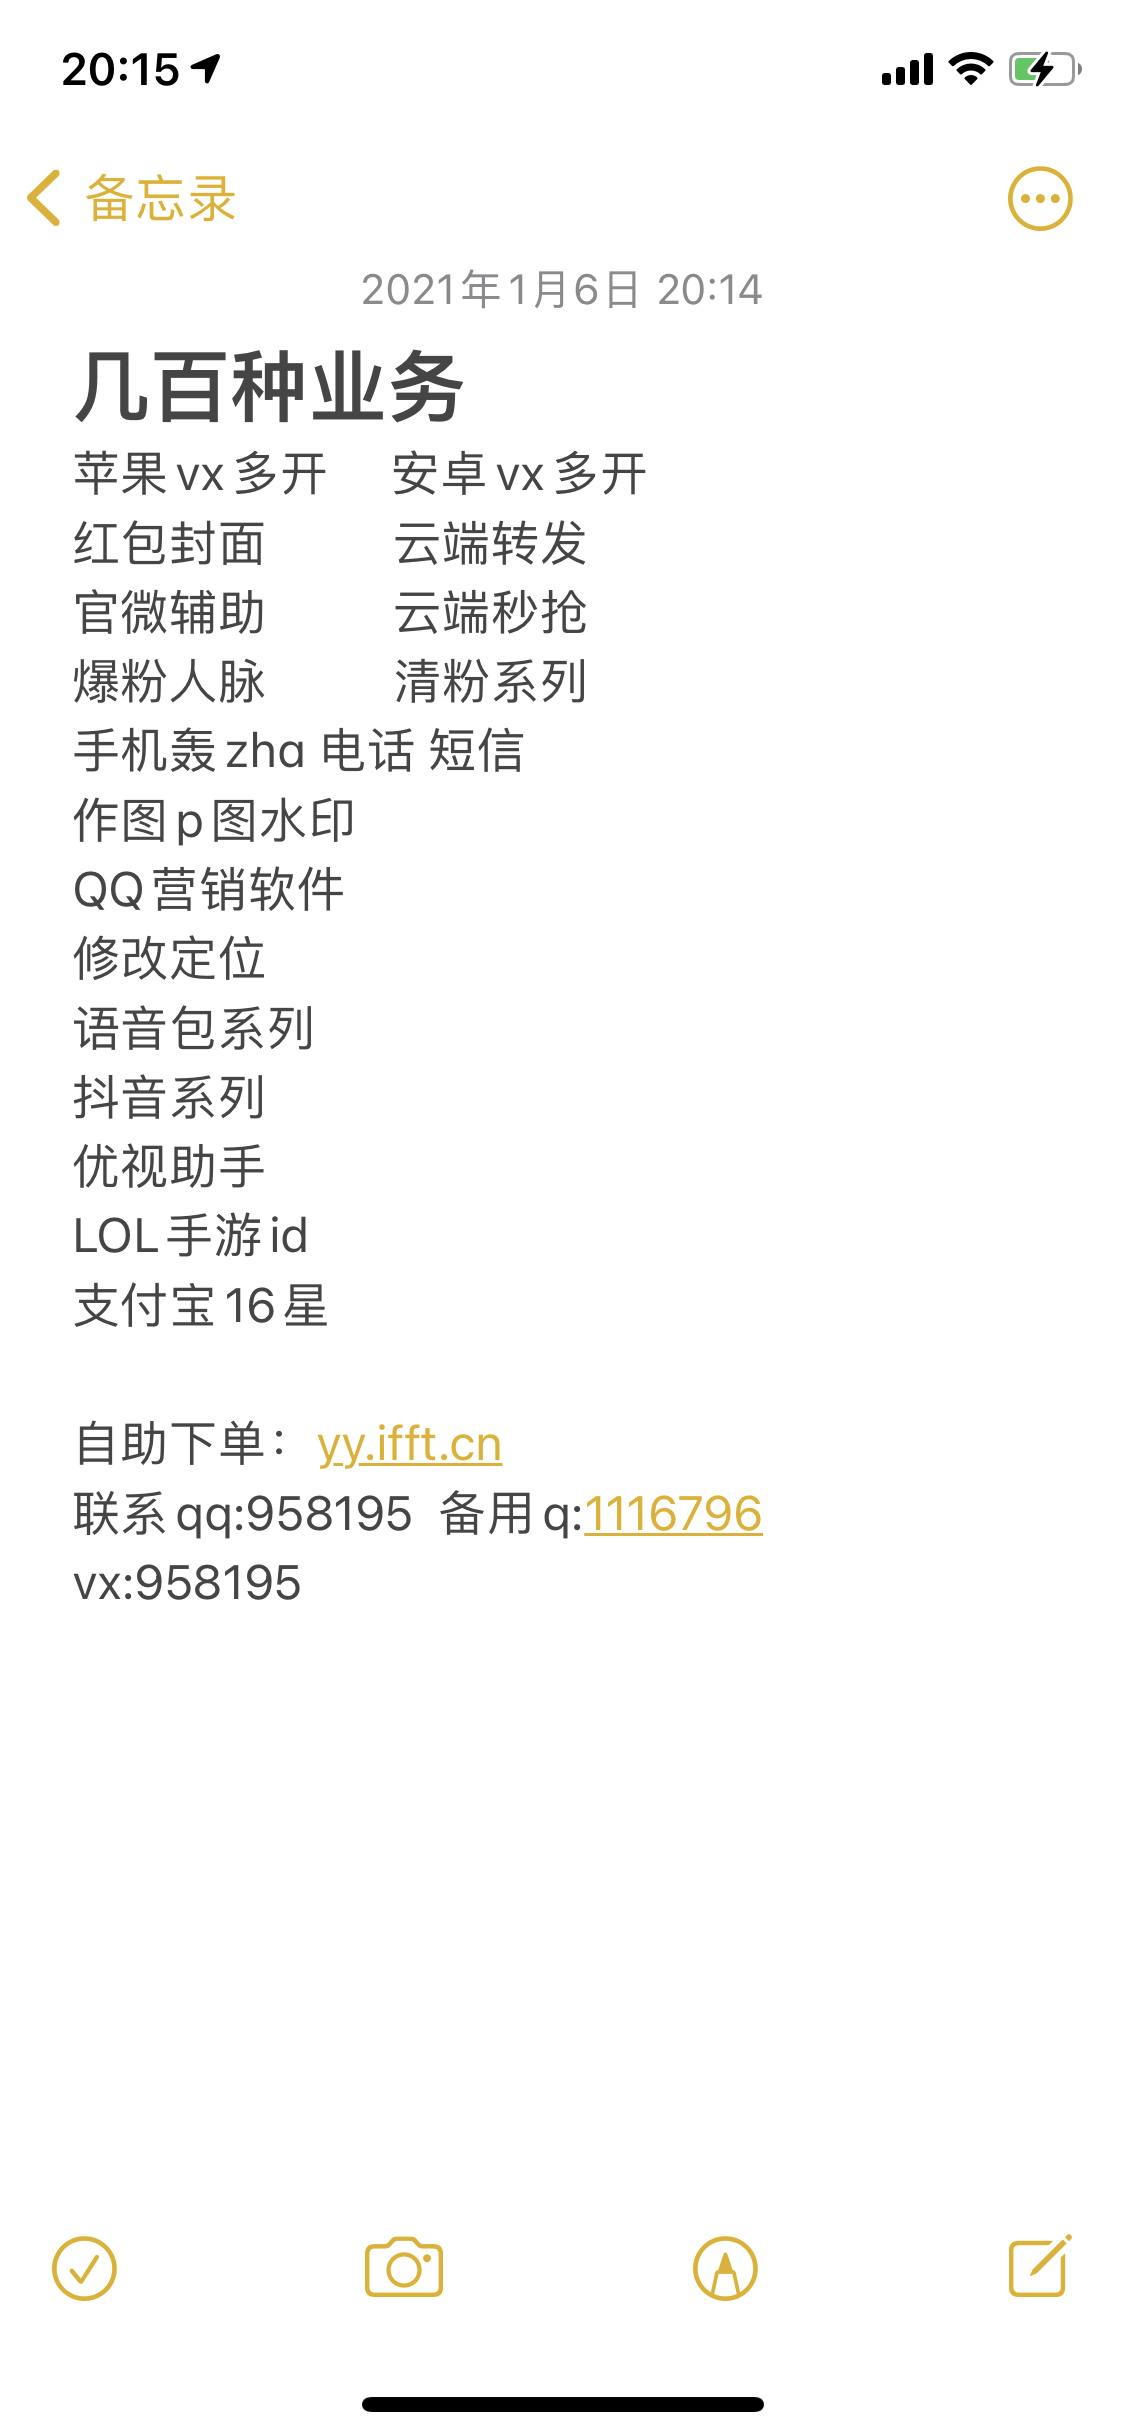 20:15
备忘录
2021年1月6日 20:14
几百种业务
苹果vx多开 安卓vx多开
红包封面 云端转发
官微辅助 云端秒抢
爆粉人脉 清粉系列
手机轰zha 电话 短信
作图p图水印
QQ营销软件
修改定位
语音包系列
抖音系列
优视助手
LOL手游id
支付宝16星
自助下单：yy.ifft.cn
联系qq:958195 备用q:1116796
vx:958195